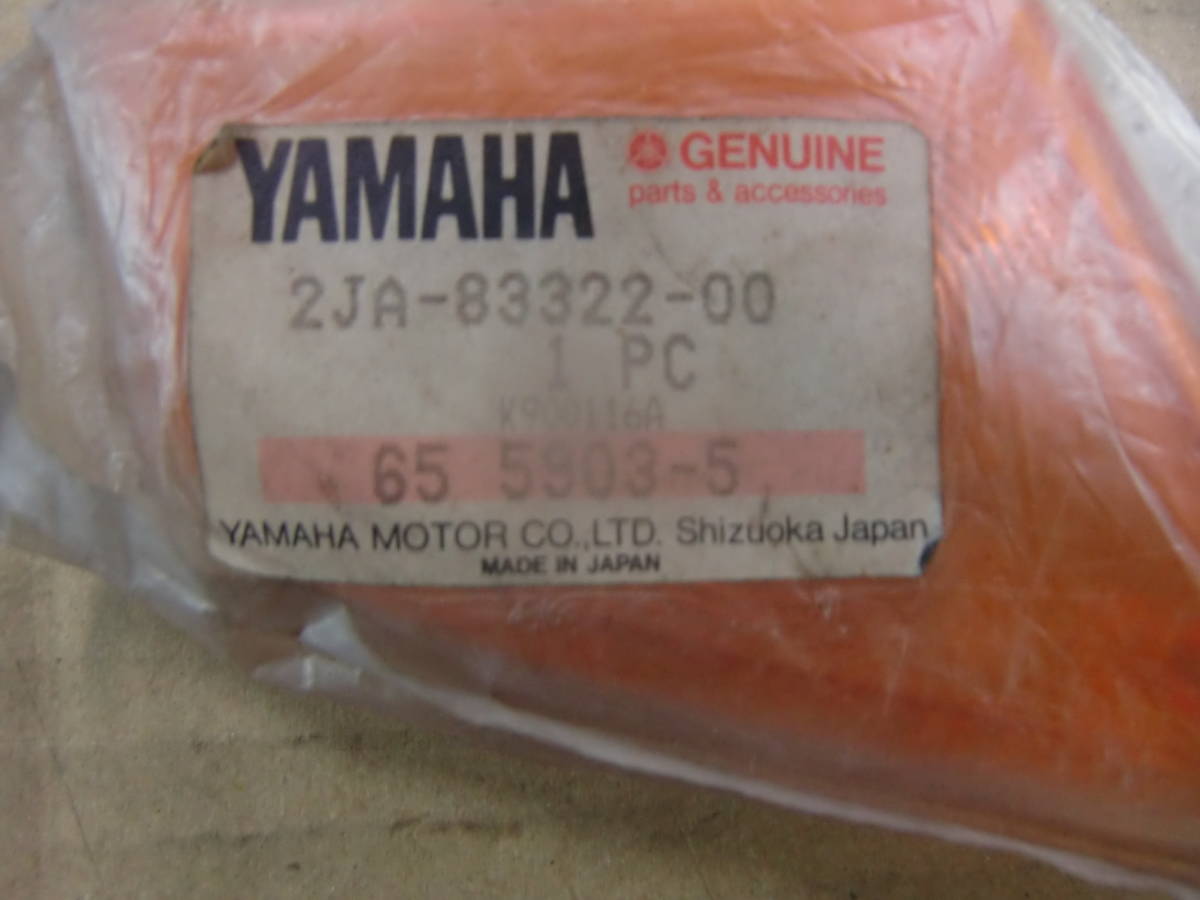 YAMAHA GENUINE
parts & accessories
2JA-83322-00
1 PC
K900116A
65 5903-5
YAMAHA MOTOR CO.,LTD. Shizuoka Japan
MADE IN JAPAN